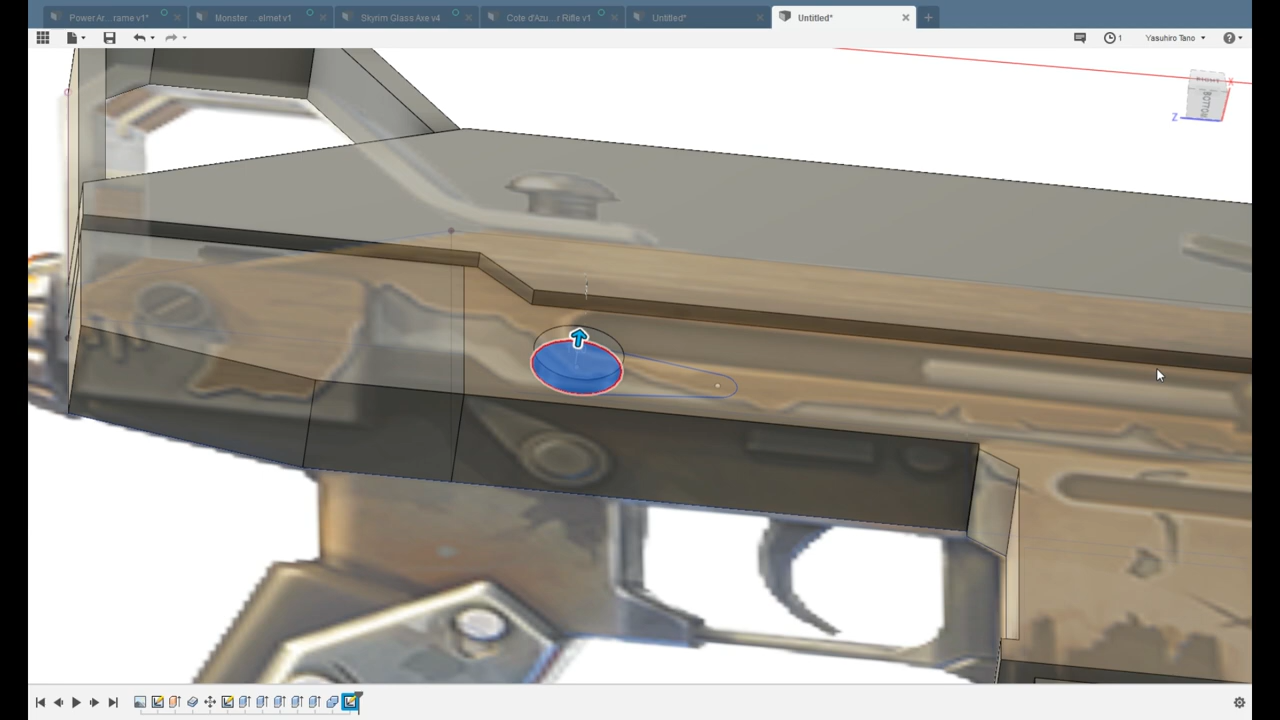 Power Ar...rame v1*
Monster ...elmet v1
Skyrim Glass Axe v4
Cote d'Azu...r Rifle v1
Untitled*
Untitled*
1
Yasuhiro Tano
RIGHT
X
BOTTOM
Z